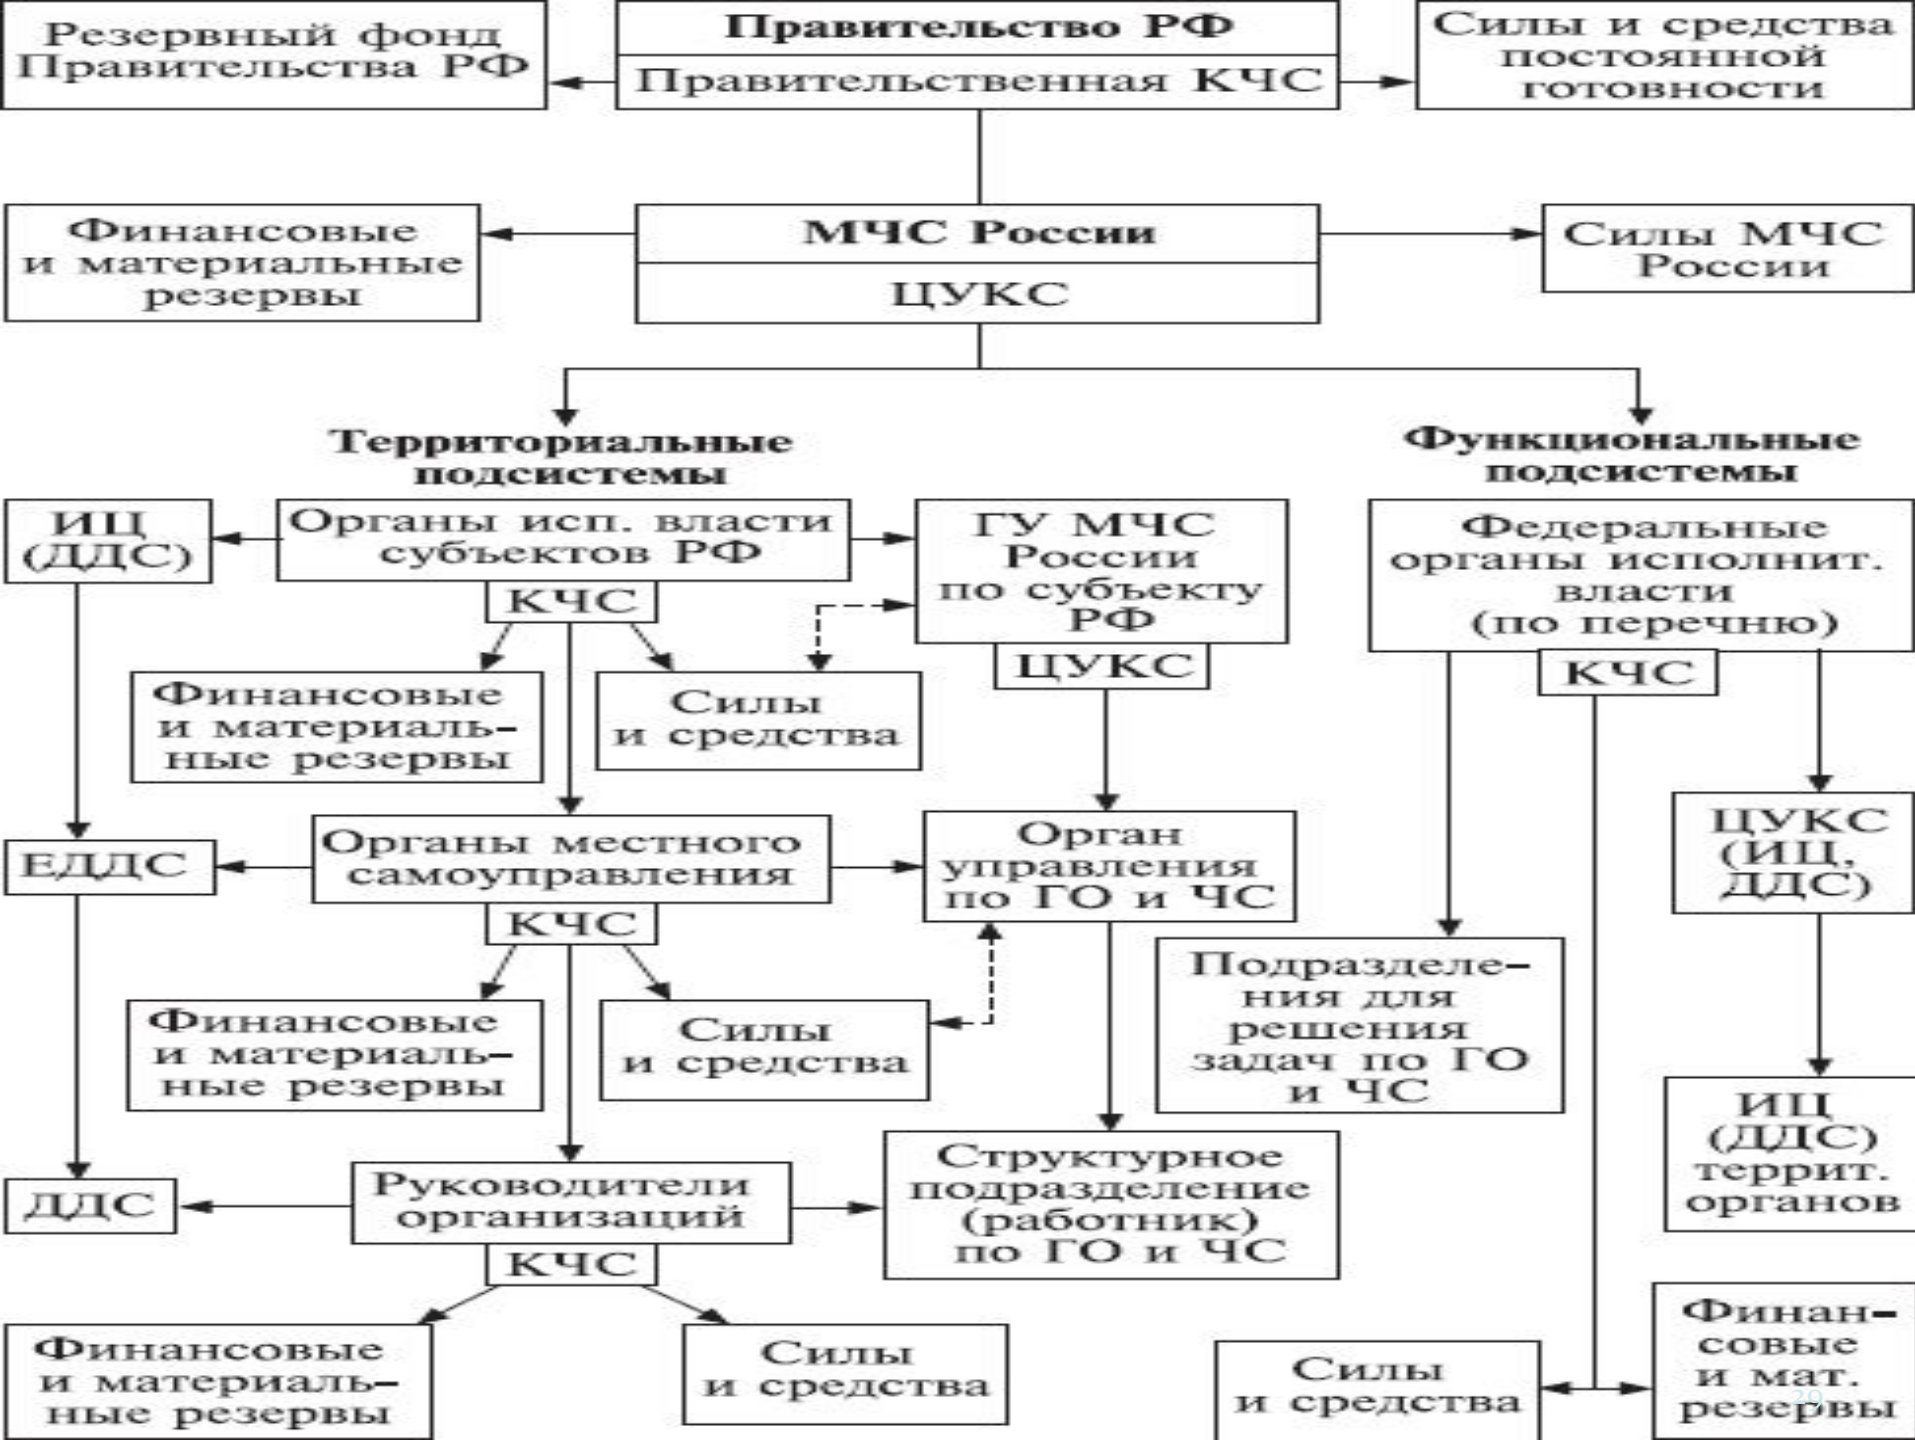 Резервный фонд
Правительства РФ
Правительство РФ
Правительственная КЧС
Силы и средства
постоянной
готовности
Финансовые
и материальные
резервы
МЧС России
ЦУКС
Силы МЧС
России
Территориальные
подсистемы
Функциональные
подсистемы
ИЦ
(ДДС)
Органы исп. власти
субъектов РФ
КЧС
ГУ МЧС
России
по субъекту
РФ
ЦУКС
Федеральные
органы исполнит.
власти
(по перечню)
КЧС
Финансовые
и материаль-
ные резервы
Силы
и средства
ЕДДС
Органы местного
самоуправления
КЧС
Орган
управления
по ГО и ЧС
ЦУКС
(ИЦ,
ДДС)
Финансовые
и материаль-
ные резервы
Силы
и средства
Подразделе-
ния для
решения
задач по ГО
и ЧС
ИЦ
(ДДС)
террит.
органов
ДДС
Руководители
организаций
КЧС
Структурное
подразделение
(работник)
по ГО и ЧС
Финансовые
и материаль-
ные резервы
Силы
и средства
Силы
и средства
Финан-
совые
и мат.
резервы
29